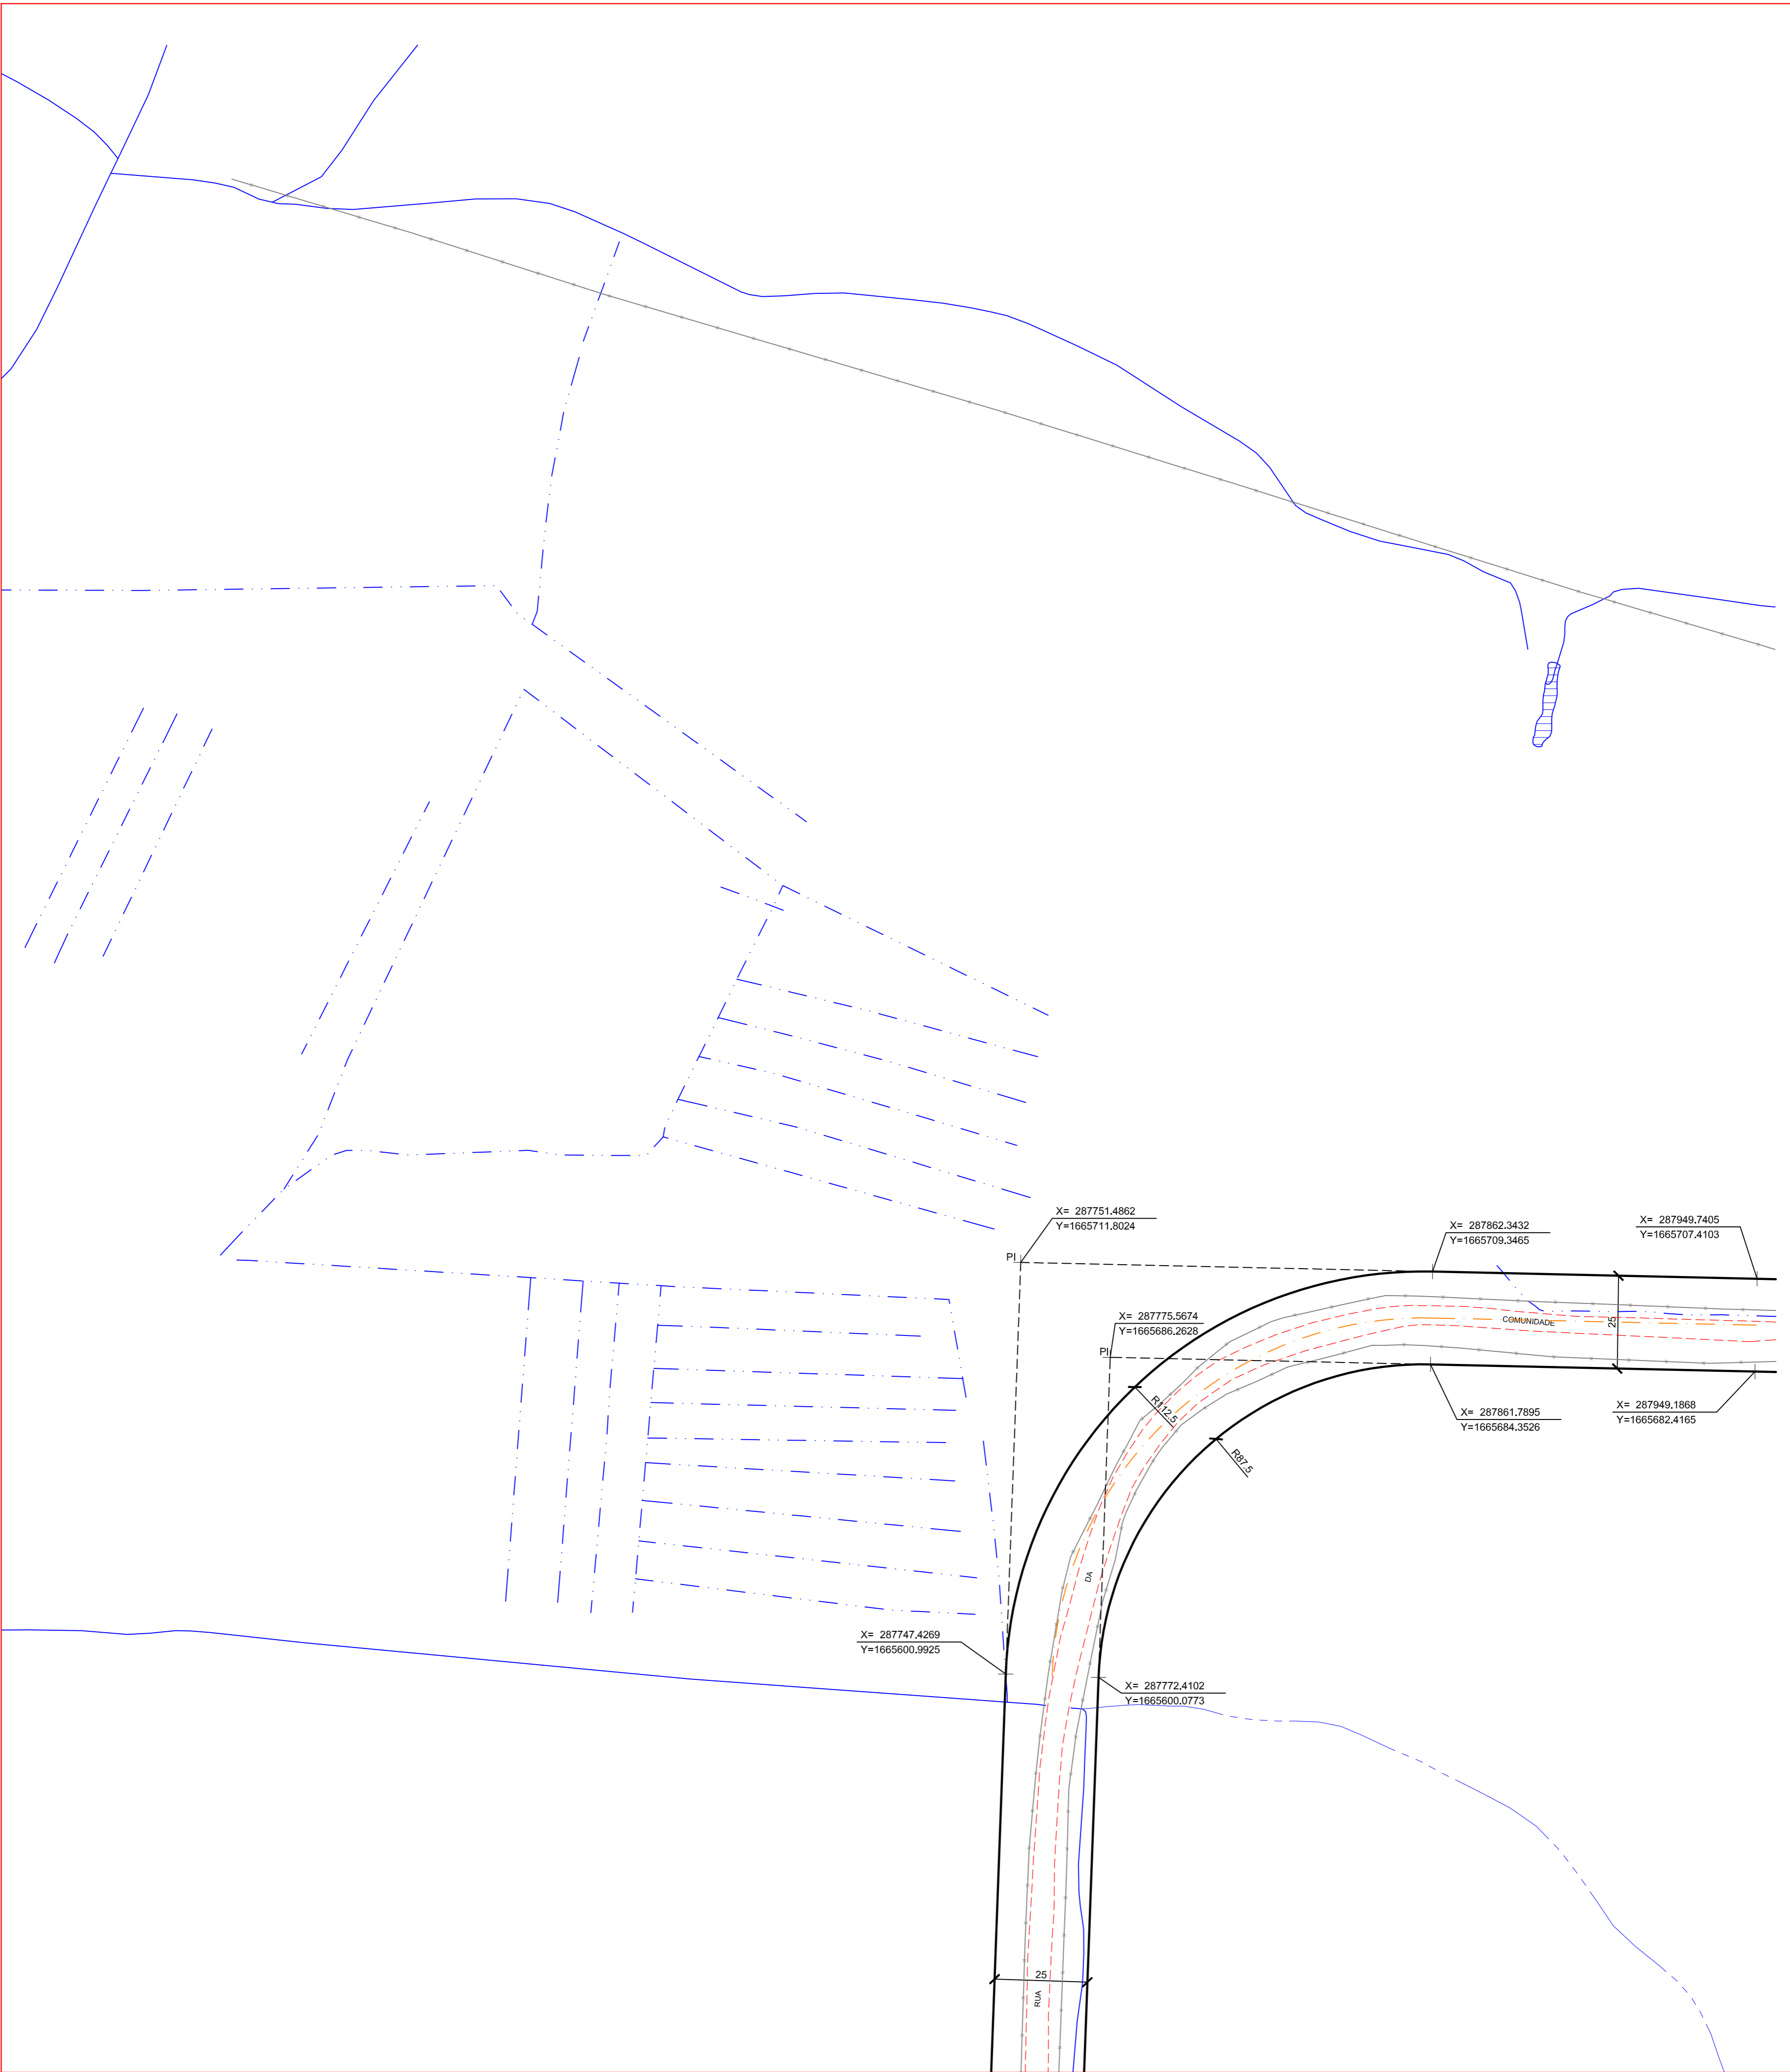 X= 287751.4862
Y=1665711.8024
PI
X= 287862.3432
Y=1665709.3465
X= 287949.7405
Y=1665707.4103
X= 287775.5674
Y=1665686.2628
PI
COMUNIDADE
25
R112.5
X= 287861.7895
Y=1665684.3526
X= 287949.1868
Y=1665682.4165
R87.5
DA
X= 287747.4269
Y=1665600.9925
X= 287772.4102
Y=1665600.0773
25
RUA